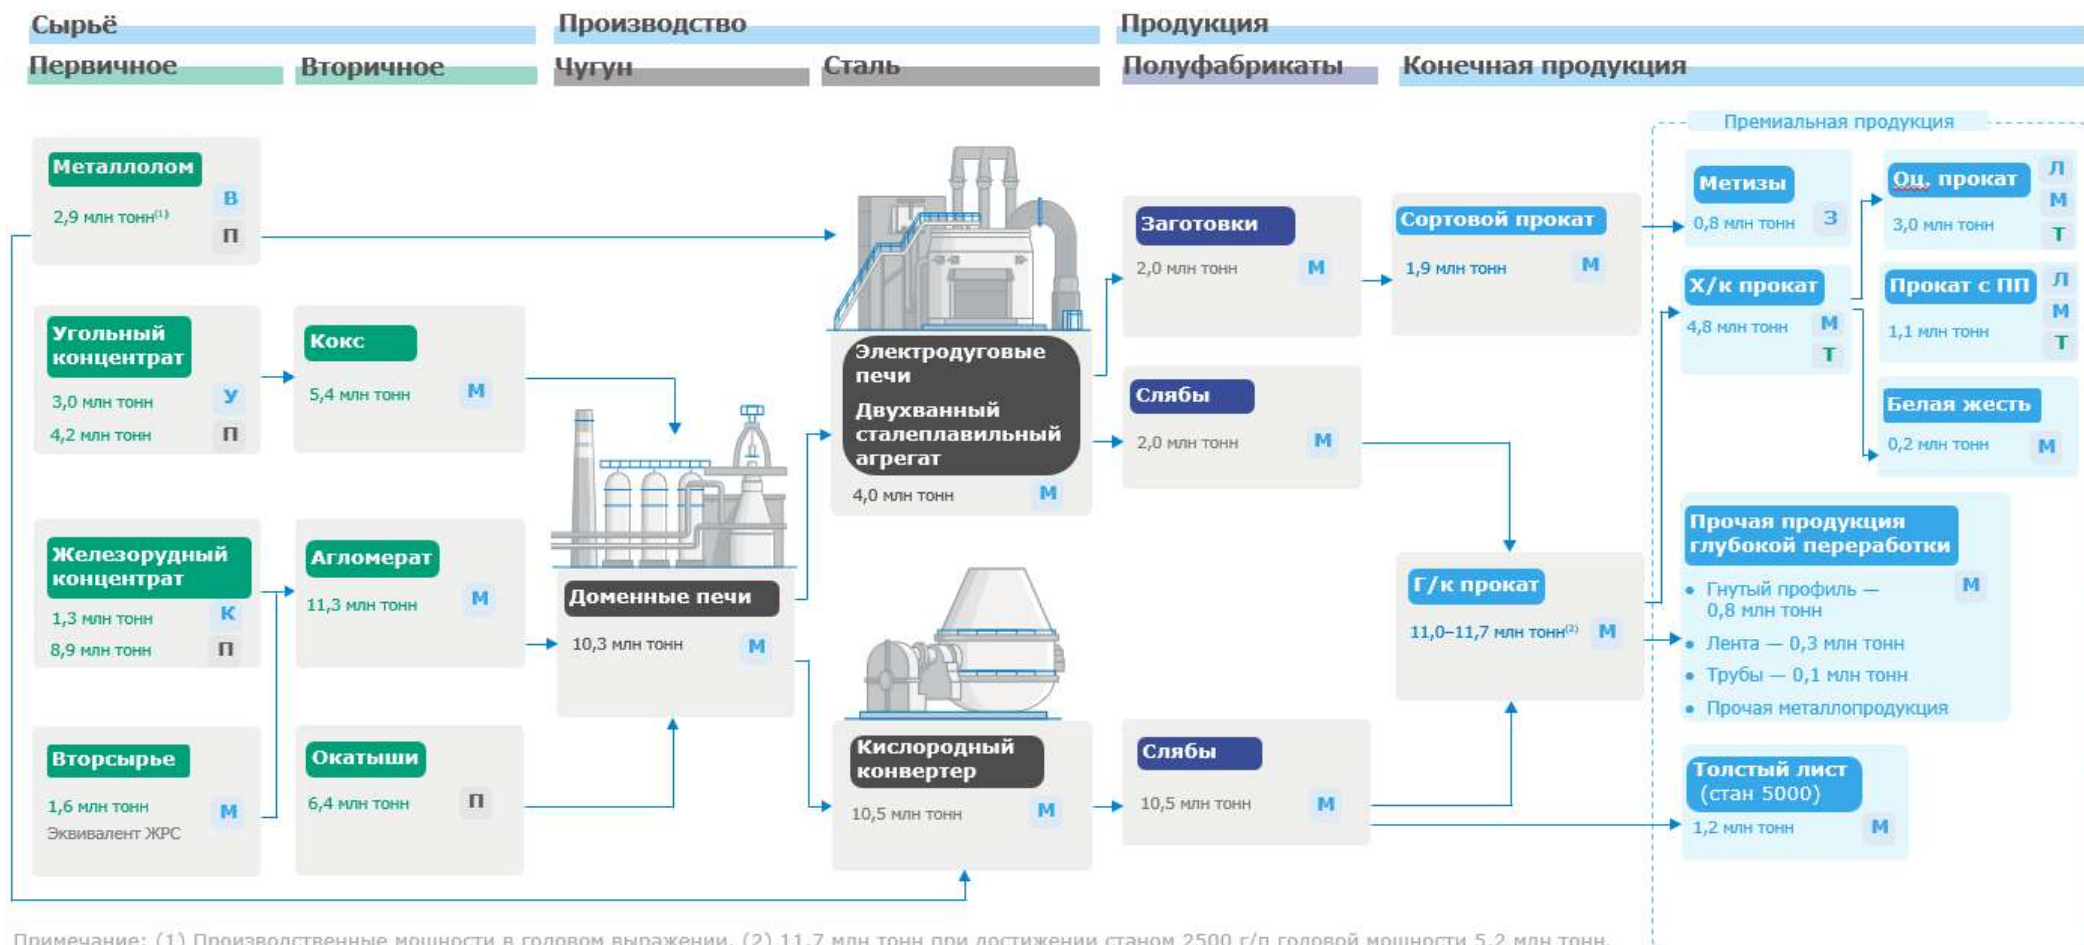 Сырьё
Производство
Продукция
Первичное
Вторичное
Чугун
Сталь
Полуфабрикаты
Конечная продукция
Металлолом
2,9 млн тонн(1)
В
П
Угольный
концентрат
3,0 млн тонн
У
4,2 млн тонн
П
Железорудный
концентрат
1,3 млн тонн
К
8,9 млн тонн
П
Вторсырье
1,6 млн тонн
М
Эквивалент ЖРС
Кокс
5,4 млн тонн
М
Агломерат
11,3 млн тонн
М
Окатыши
6,4 млн тонн
П
Доменные печи
10,3 млн тонн
М
Электродуговые
печи
Двухванный
сталеплавильный
агрегат
4,0 млн тонн
М
Кислородный
конвертер
10,5 млн тонн
М
Заготовки
2,0 млн тонн
М
Слябы
2,0 млн тонн
М
Слябы
10,5 млн тонн
М
Сортовой прокат
1,9 млн тонн
М
Г/к прокат
11,0–11,7 млн тонн(2)
М
Премиальная продукция
Метизы
0,8 млн тонн
З
Х/к прокат
4,8 млн тонн
М
Т
Оц. прокат
3,0 млн тонн
Л
М
Т
Прокат с ПП
1,1 млн тонн
Л
М
Т
Белая жесть
0,2 млн тонн
М
Прочая продукция
глубокой переработки
М
• Гнутый профиль —
0,8 млн тонн
• Лента — 0,3 млн тонн
• Трубы — 0,1 млн тонн
• Прочая металлопродукция
Толстый лист
(стан 5000)
1,2 млн тонн
М
Примечание: (1) Производственные мощности в годовом выражении. (2) 11,7 млн тонн при достижении станом 2500 г/п годовой мощности 5,2 млн тонн.